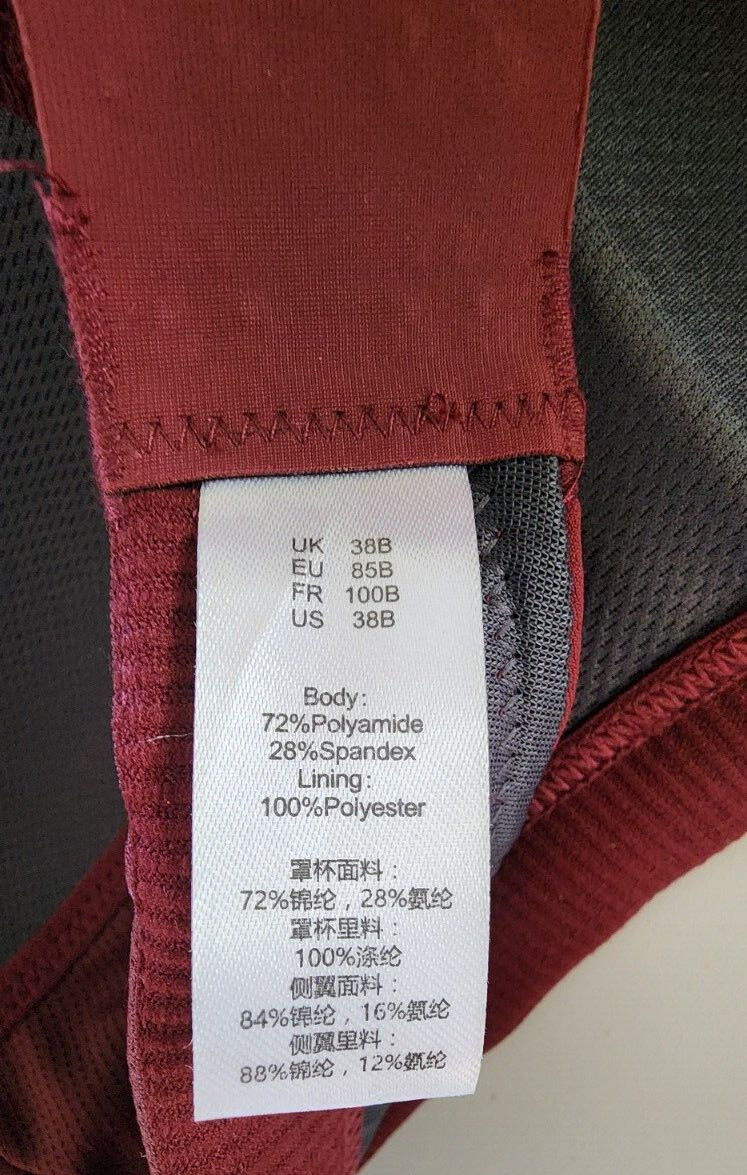 UK 38B
EU 85B
FR 100B
US 38B
Body:
72%Polyamide
28%Spandex
Lining:
100%Polyester
罩杯面料：
72%锦纶，28%氨纶
罩杯里料：
100%涤纶
侧翼面料：
84%锦纶，16%氨纶
侧翼里料：
88%锦纶，12%氨纶